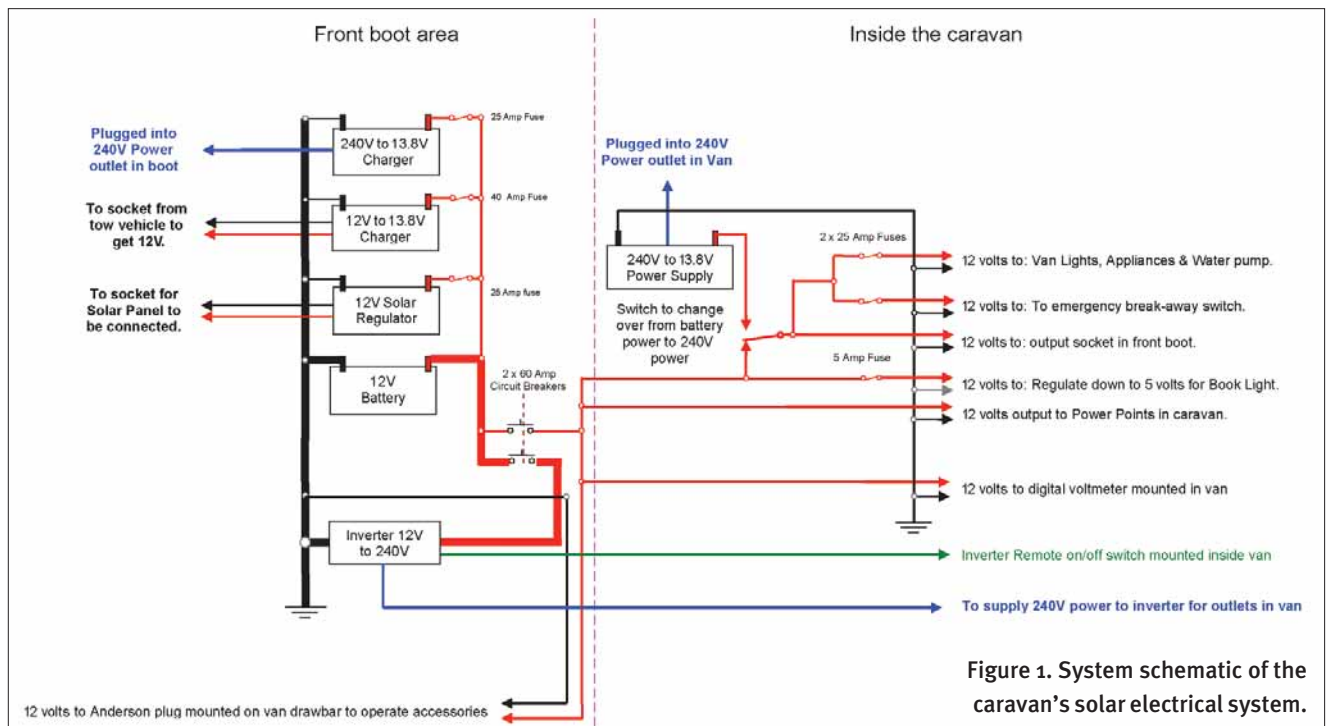 Front boot area
Inside the caravan
25 Amp Fuse
Plugged into
240V Power
outlet in boot
240V to 13.8V
Charger
40 Amp Fuse
To socket from
tow vehicle to
get 12V.
12V to 13.8V
Charger
25 Amp fuse
To socket for
Solar Panel to
be connected.
12V Solar
Regulator
12V
Battery
2 x 60 Amp
Circuit Breakers
Inverter 12V
to 240V
12 volts to Anderson plug mounted on van drawbar to operate accessories
Plugged into 240V
Power outlet in Van
240V to 13.8V
Power Supply
Switch to change
over from battery
power to 240V
power
2 x 25 Amp Fuses
12 volts to: Van Lights, Appliances & Water pump.
12 volts to: To emergency break-away switch.
12 volts to: output socket in front boot.
5 Amp Fuse
12 volts to: Regulate down to 5 volts for Book Light.
12 volts output to Power Points in caravan.
12 volts to digital voltmeter mounted in van
Inverter Remote on/off switch mounted inside van
To supply 240V power to inverter for outlets in van
Figure 1. System schematic of the
caravan's solar electrical system.